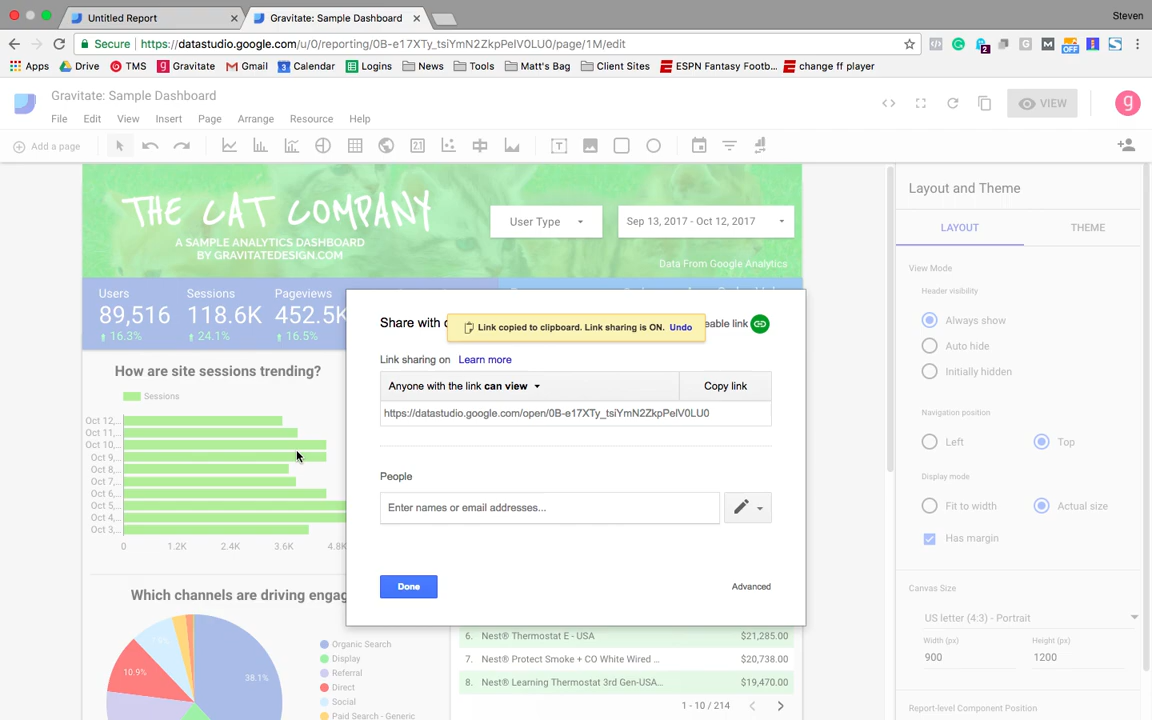 Untitled Report
Gravitate: Sample Dashboard
Steven
Secure
https://datastudio.google.com/u/0/reporting/0B-e17XTy_tsiYmN2ZkpPelV0LU0/page/1M/edit
Apps
Drive
TMS
Gravitate
Gmail
Calendar
Logins
News
Tools
Matt's Bag
Client Sites
ESPN Fantasy Footb...
change ff player
Gravitate: Sample Dashboard
VIEW
File Edit View Insert Page Arrange Resource Help
Add a page
THE CAT COMPANY
A SAMPLE ANALYTICS DASHBOARD
BY GRAVITATEDESIGN.COM
User Type
Sep 13, 2017 - Oct 12, 2017
Data From Google Analytics
Users Sessions Pageviews
89,516 118.6K 452.5K
16.3% 24.1% 16.5%
How are site sessions trending?
Sessions
Oct 12,...
Oct 11,...
Oct 10,...
Oct 9,...
Oct 8,...
Oct 7,...
Oct 6,...
Oct 5,...
Oct 4,...
Oct 3,...
0 1.2K 2.4K 3.6K 4.8K
Which channels are driving engag
38.1%
10.9%
Organic Search
Display
Referral
Direct
Social
Paid Search - Generic
Share with
eable link
Link copied to clipboard. Link sharing is ON. Undo
Link sharing on Learn more
Anyone with the link can view
Copy link
https://datastudio.google.com/open/0B-e17XTy_tsiYmN2ZkpPelV0LU0
People
Enter names or email addresses...
Done
Advanced
6. Nest® Thermostat E - USA $21,285.00
7. Nest® Protect Smoke + CO White Wired ... $20,738.00
8. Nest® Learning Thermostat 3rd Gen-USA... $19,470.00
1 - 10 / 214
Layout and Theme
LAYOUT THEME
View Mode
Header visibility
Always show
Auto hide
Initially hidden
Navigation position
Left Top
Display mode
Fit to width Actual size
Has margin
Canvas Size
US letter (4:3) - Portrait
Width (px) Height (px)
900 1200
Report-level Component Position